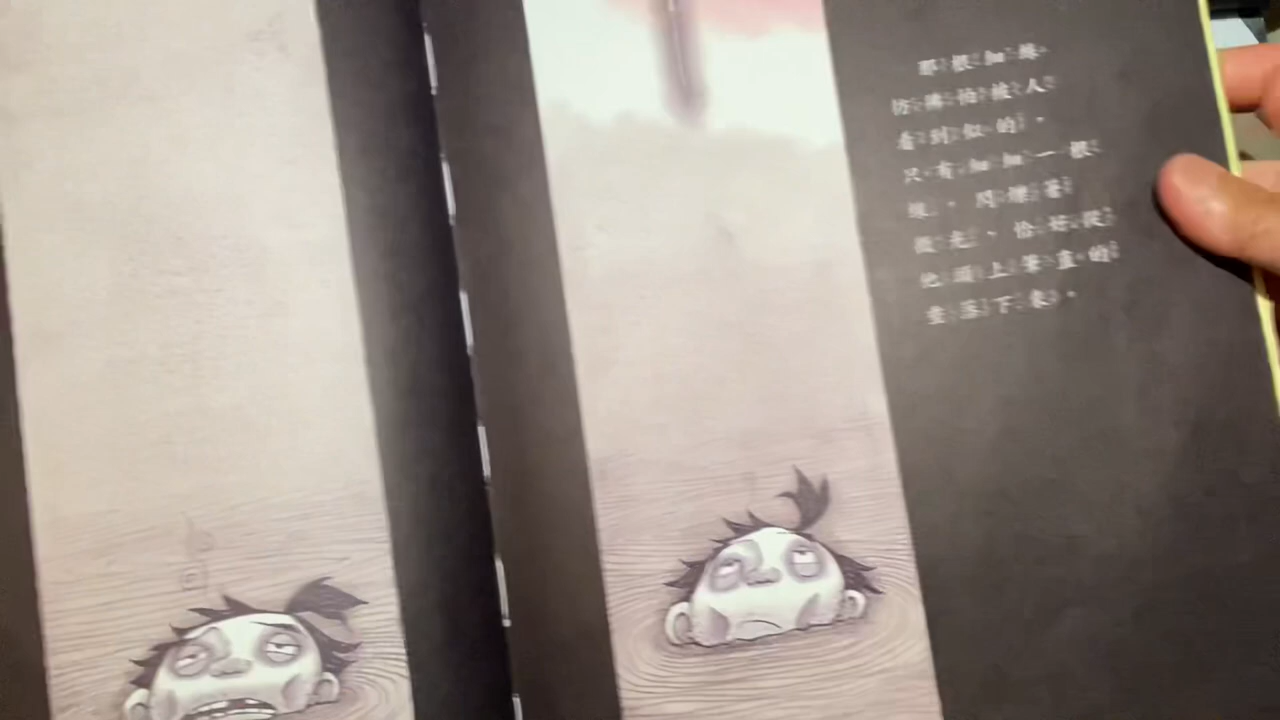 那根細絲，
彷彿怕被人
看到似的，
只有細細一根
絲，閃爍著
微光，恰好從
他頭上筆直的
垂落下來。